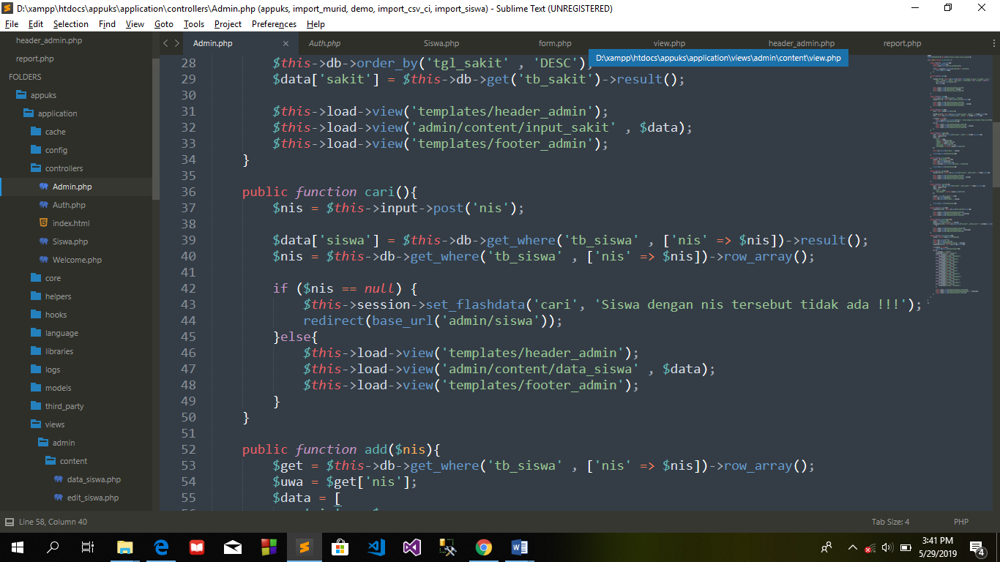 D:\xampp\htdocs\appuks\application\controllers\Admin.php (appuks, import_murid, demo, import_csv_ci, import_siswa) - Sublime Text (UNREGISTERED)
File Edit Selection Find View Goto Tools Project Preferences Help
header_admin.php
report.php
FOLDERS
appuks
application
cache
config
controllers
Admin.php
Auth.php
index.html
Siswa.php
Welcome.php
core
helpers
hooks
language
libraries
logs
models
third_party
views
admin
content
data_siswa.php
edit_siswa.php
Admin.php × Auth.php Siswa.php form.php view.php header_admin.php report.php
D:\xampp\htdocs\appuks\application\views\admin\content\view.php
28 $this->db->order_by('tgl_sakit' , 'DESC');
29 $data['sakit'] = $this->db->get('tb_sakit')->result();
30
31 $this->load->view('templates/header_admin');
32 $this->load->view('admin/content/input_sakit' , $data);
33 $this->load->view('templates/footer_admin');
34 }
35
36 public function cari(){
37 $nis = $this->input->post('nis');
38
39 $data['siswa'] = $this->db->get_where('tb_siswa' , ['nis' => $nis])->result();
40 $nis = $this->db->get_where('tb_siswa' , ['nis' => $nis])->row_array();
41
42 if ($nis == null) {
43 $this->session->set_flashdata('cari', 'Siswa dengan nis tersebut tidak ada !!!');
44 redirect(base_url('admin/siswa'));
45 }else{
46 $this->load->view('templates/header_admin');
47 $this->load->view('admin/content/data_siswa' , $data);
48 $this->load->view('templates/footer_admin');
49 }
50 }
51
52 public function add($nis){
53 $get = $this->db->get_where('tb_siswa' , ['nis' => $nis])->row_array();
54 $uwa = $get['nis'];
55 $data = [
Line 58, Column 40
Tab Size: 4
PHP
3:41 PM
5/29/2019
4